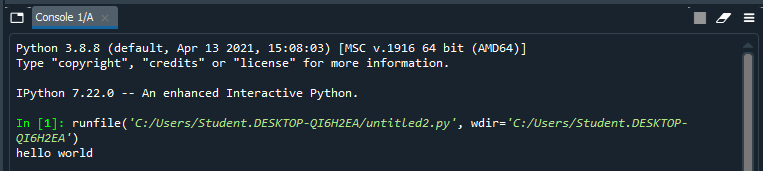 Console 1/A
Python 3.8.8 (default, Apr 13 2021, 15:08:03) [MSC v.1916 64 bit (AMD64)]
Type "copyright", "credits" or "license" for more information.
IPython 7.22.0 -- An enhanced Interactive Python.
In [1]: runfile('C:/Users/Student.DESKTOP-QI6H2EA/untitled2.py', wdir='C:/Users/Student.DESKTOP-
QI6H2EA')
hello world